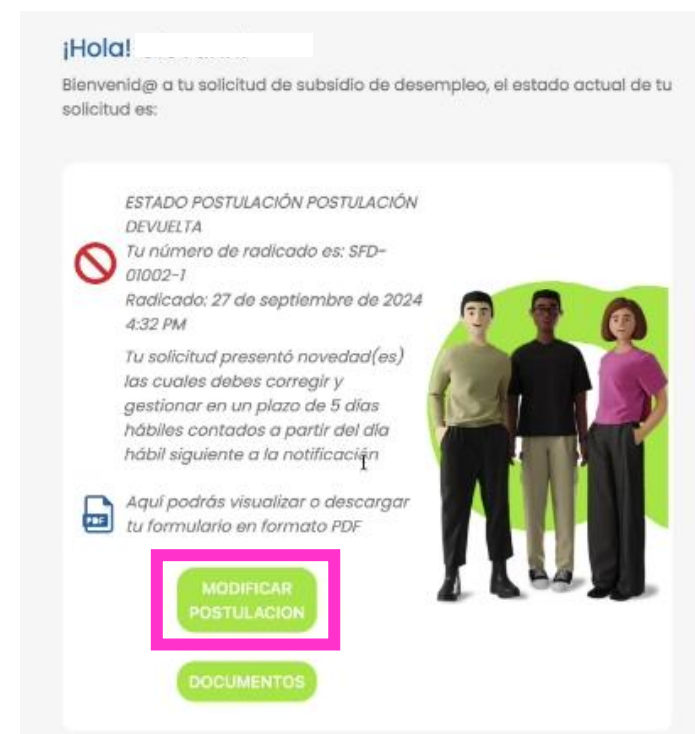 ¡Hola!
Bienvenid@ a tu solicitud de subsidio de desempleo, el estado actual de tu
solicitud es:
ESTADO POSTULACIÓN POSTULACIÓN
DEVUELTA
Tu número de radicado es: SFD-
01002-1
Radicado: 27 de septiembre de 2024
4:32 PM
Tu solicitud presentó novedad(es)
las cuales debes corregir y
gestionar en un plazo de 5 días
hábiles contados a partir del día
hábil siguiente a la notificación
Aquí podrás visualizar o descargar
tu formulario en formato PDF
PDF
MODIFICAR
POSTULACION
DOCUMENTOS